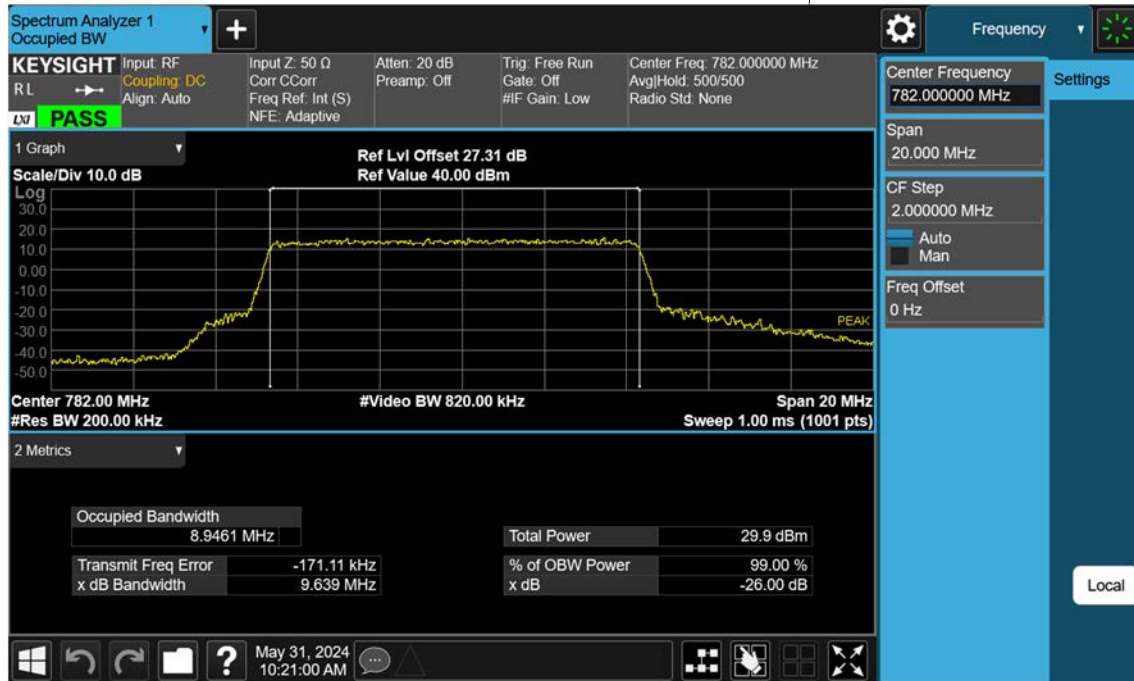 Spectrum Analyzer 1
Occupied BW
Frequency
KEYSIGHT
RL
LXI
PASS
Input: RF
Coupling: DC
Align: Auto
Input Z: 50 Ω
Corr CCorr
Freq Ref: Int (S)
NFE: Adaptive
Atten: 20 dB
Preamp: Off
Trig: Free Run
Gate: Off
#IF Gain: Low
Center Freq: 782.000000 MHz
Avg|Hold: 500/500
Radio Std: None
Center Frequency
782.000000 MHz
Settings
Span
20.000 MHz
CF Step
2.000000 MHz
Auto
Man
Freq Offset
0 Hz
Local
1 Graph
Scale/Div 10.0 dB
Ref Lvl Offset 27.31 dB
Ref Value 40.00 dBm
Log
30.0
20.0
10.0
0.00
-10.0
-20.0
-30.0
-40.0
-50.0
PEAK
Center 782.00 MHz
#Video BW 820.00 kHz
Span 20 MHz
#Res BW 200.00 kHz
Sweep 1.00 ms (1001 pts)
2 Metrics
Occupied Bandwidth
8.9461 MHz
Total Power 29.9 dBm
Transmit Freq Error -171.11 kHz
% of OBW Power 99.00 %
x dB Bandwidth 9.639 MHz
x dB -26.00 dB
?
May 31, 2024
10:21:00 AM